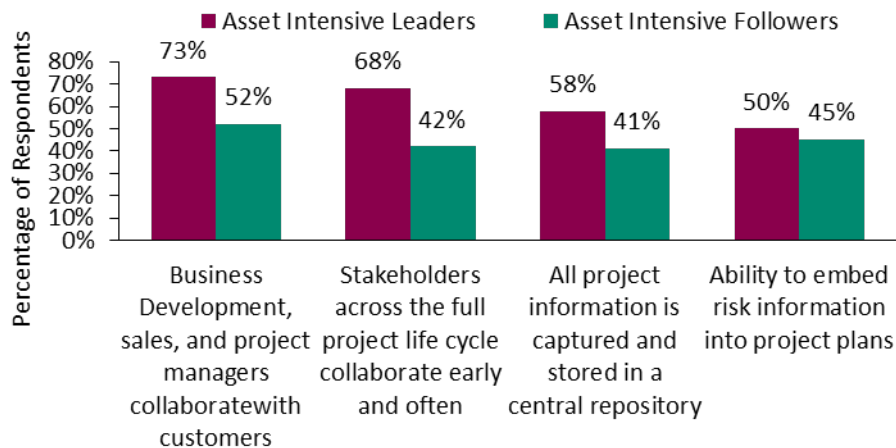 Asset Intensive Leaders
Asset Intensive Followers
Percentage of Respondents
80%
70%
60%
50%
40%
30%
20%
10%
0%
73%
52%
68%
42%
58%
41%
50%
45%
Business
Development,
sales, and project
managers
collaboratewith
customers
Stakeholders
across the full
project life cycle
collaborate early
and often
All project
information is
captured and
stored in a
central repository
Ability to embed
risk information
into project plans